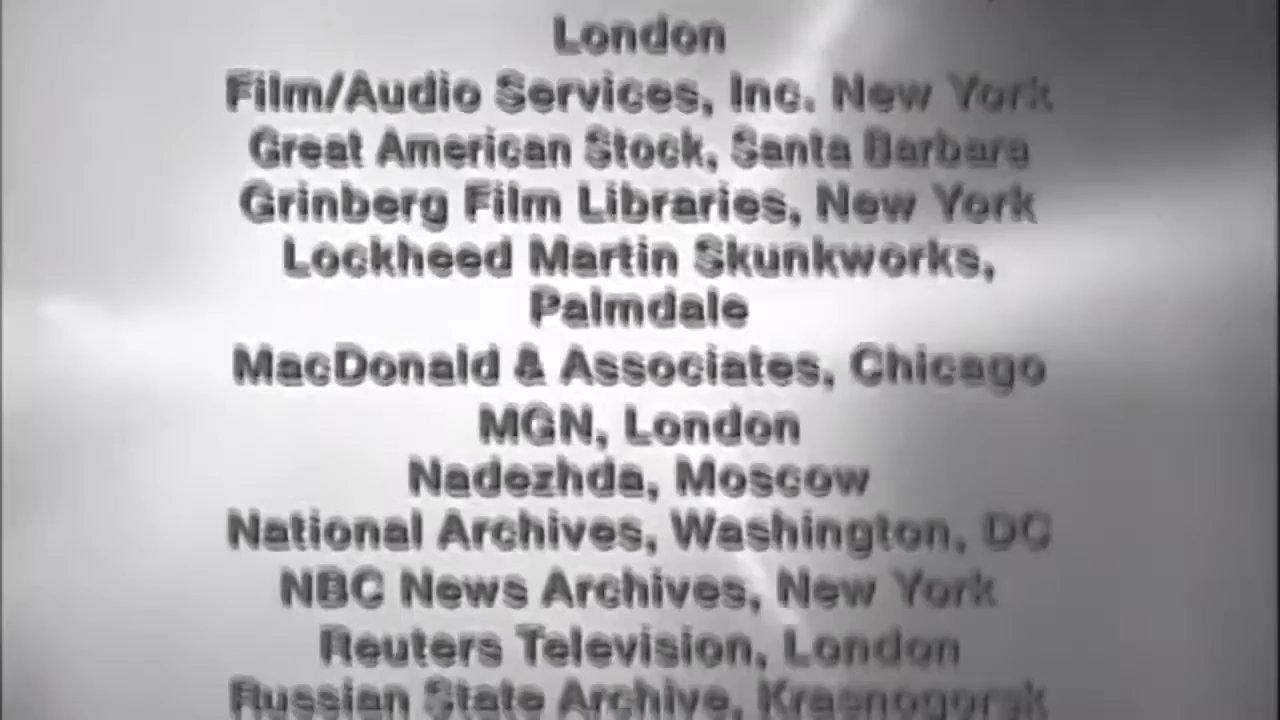 London
Film/Audio Services, Inc. New York
Great American Stock, Santa Barbara
Grinberg Film Libraries, New York
Lockheed Martin Skunkworks,
Palmdale
MacDonald & Associates, Chicago
MGN, London
Nadezhda, Moscow
National Archives, Washington, DC
NBC News Archives, New York
Reuters Television, London
Russian State Archive, Krasnogorsk